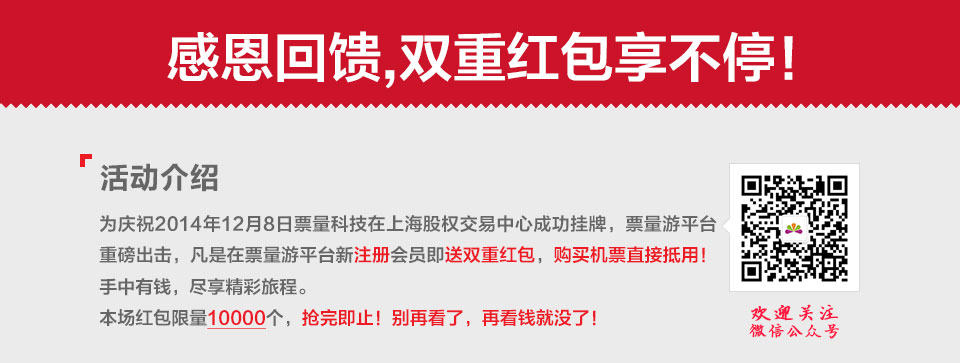 感恩回馈,双重红包享不停!
活动介绍
为庆祝2014年12月8日票量科技在上海股权交易中心成功挂牌，票量游平台
重磅出击，凡是在票量游平台新注册会员即送双重红包，购买机票直接抵用！
手中有钱，尽享精彩旅程。
本场红包限量10000个，抢完即止！别再看了，再看钱就没了！
欢迎关注
微信公众号